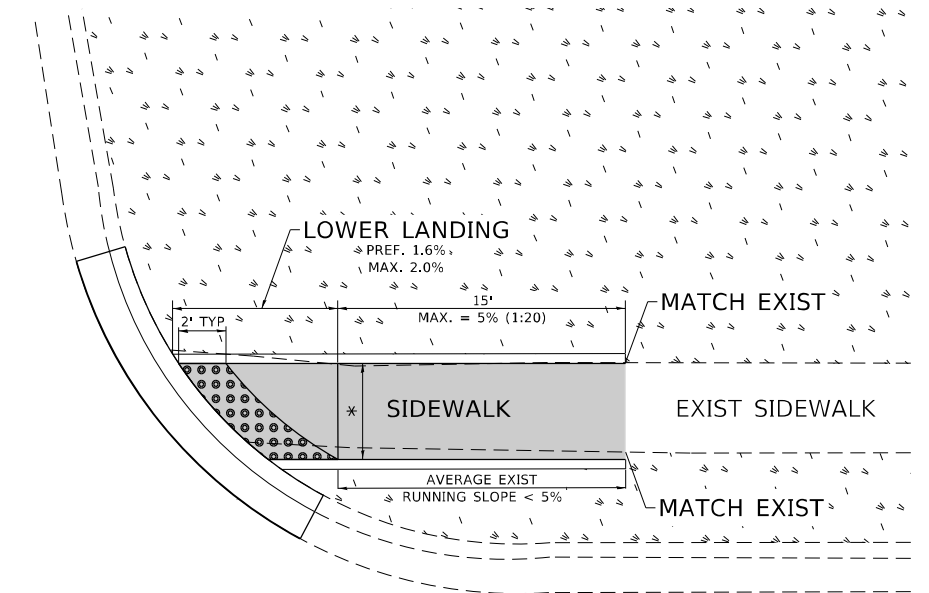 LOWER LANDING
PREF. 1.6%
MAX. 2.0%
15'
MAX. = 5% (1:20)
MATCH EXIST
2' TYP
*
SIDEWALK
EXIST SIDEWALK
AVERAGE EXIST
RUNNING SLOPE < 5%
MATCH EXIST